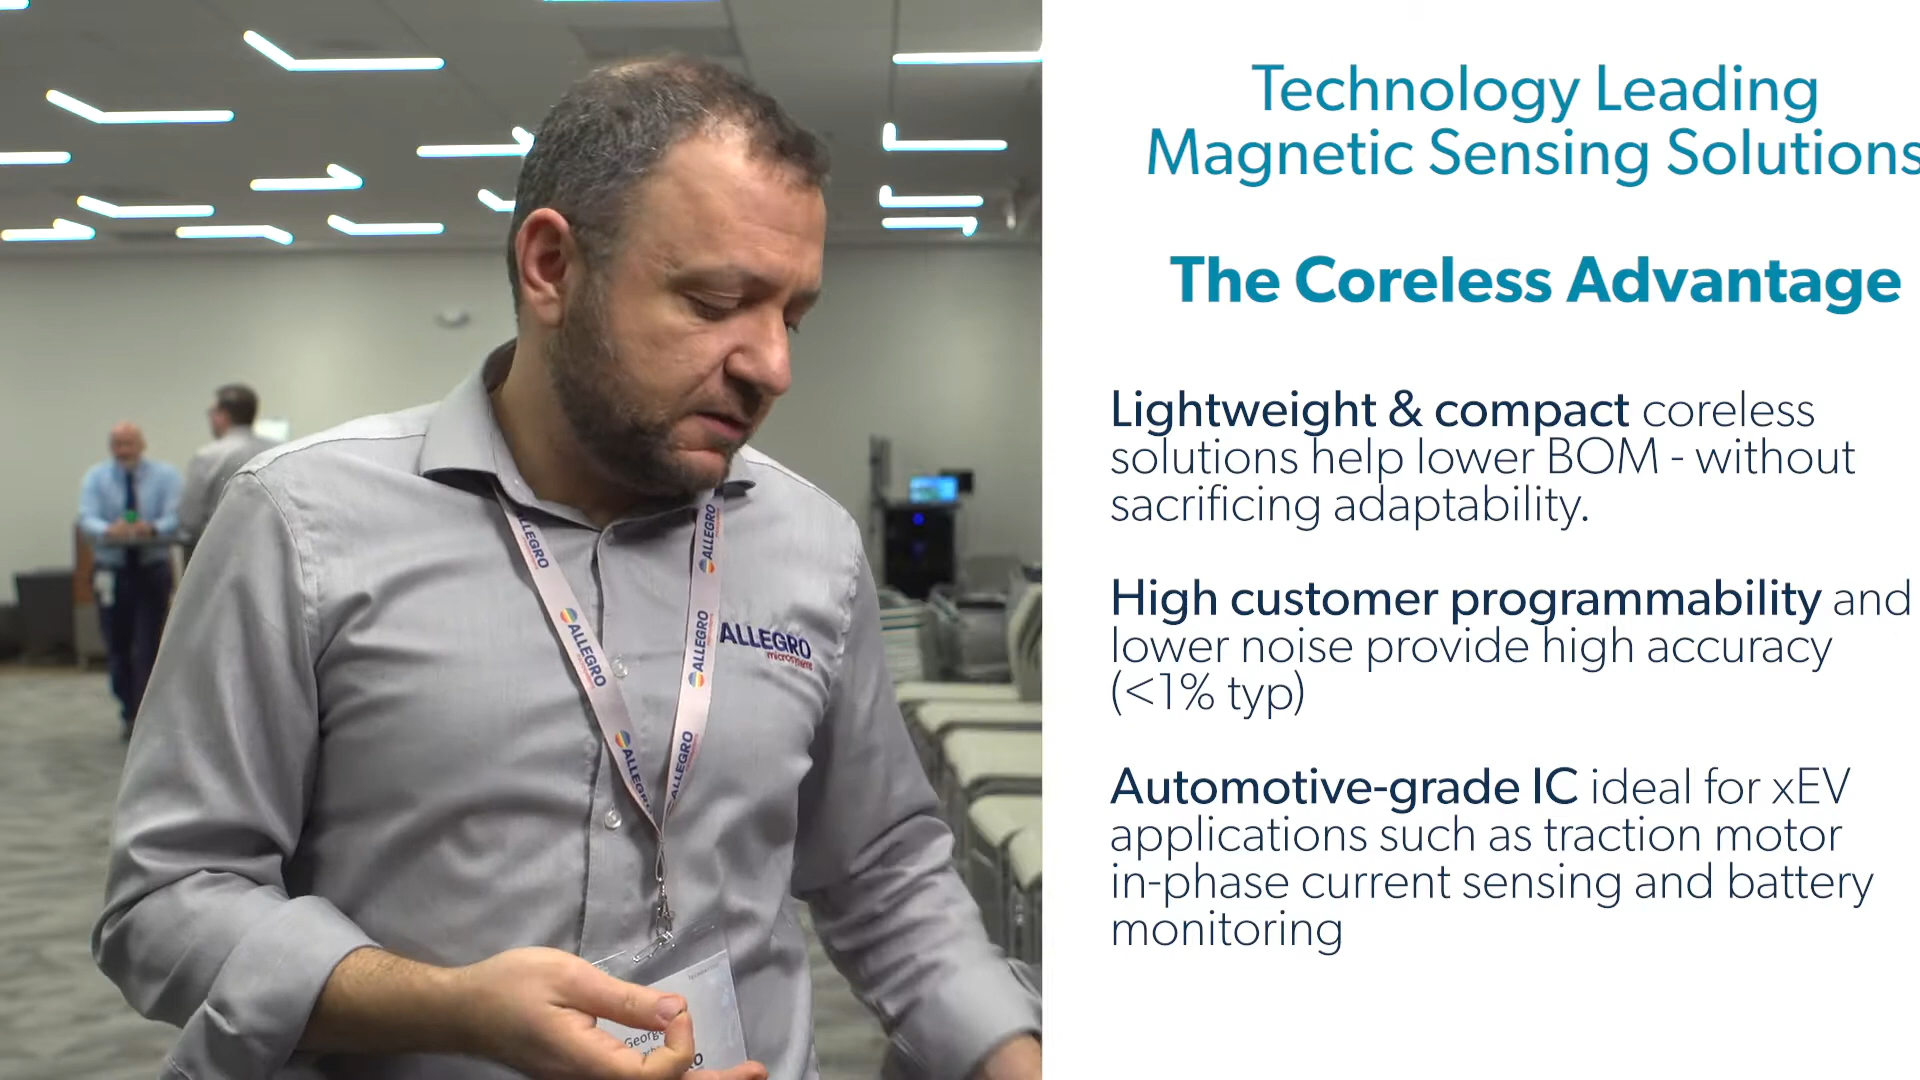 Technology Leading
Magnetic Sensing Solutions
The Coreless Advantage
Lightweight & compact coreless
solutions help lower BOM - without
sacrificing adaptability.
High customer programmability and
lower noise provide high accuracy
(<1% typ)
Automotive-grade IC ideal for xEV
applications such as traction motor
in-phase current sensing and battery
monitoring
ALLEGRO
microsystems
ALLEGRO
ALLEGRO
ALLEGRO
ALLEGRO
ALLEGRO
ALLEGRO
George